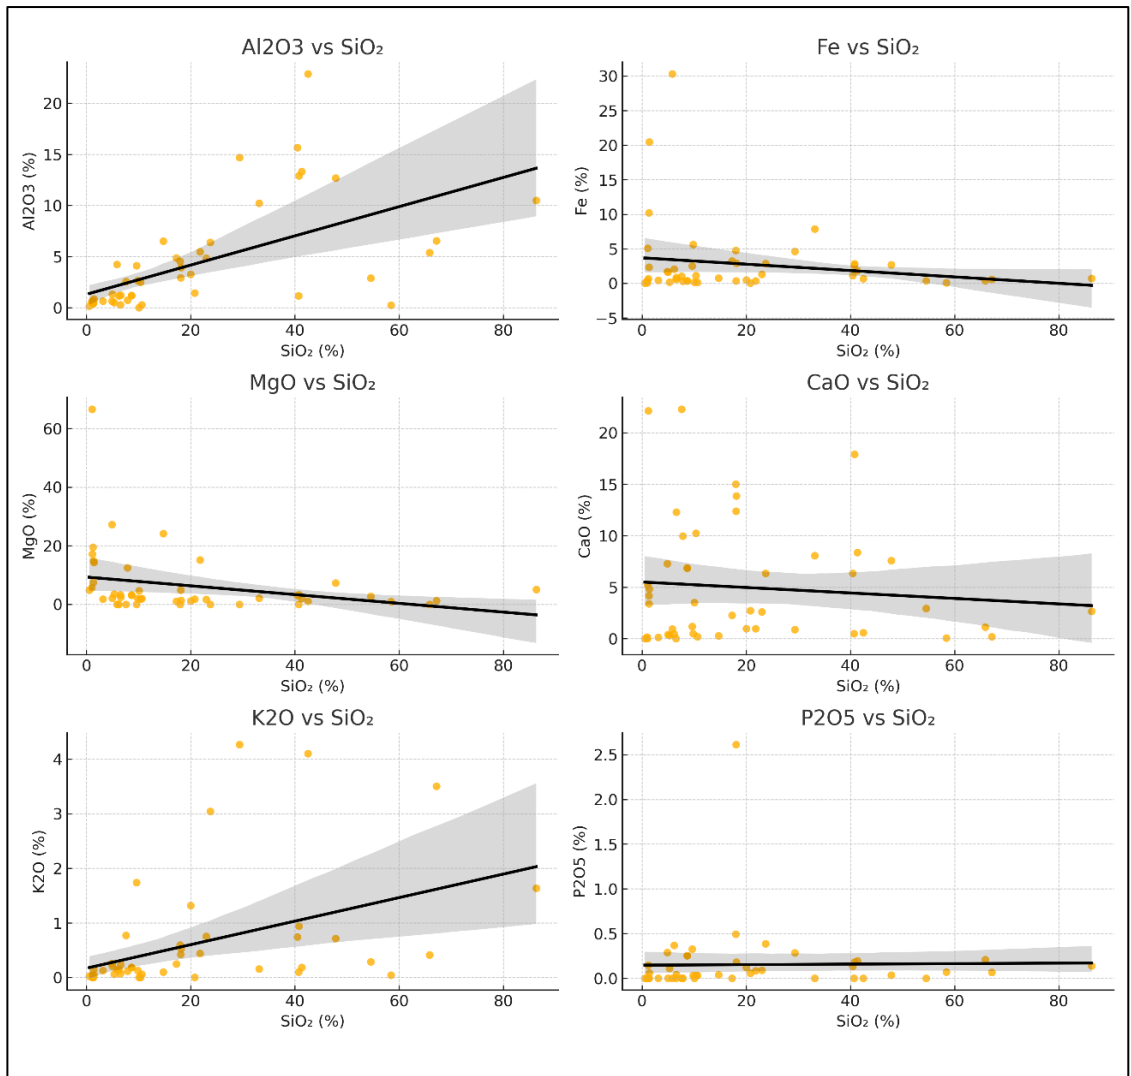 Al2O3 vs SiO₂
Fe vs SiO₂
Al2O3 (%)
20
15
10
5
0
0 20 40 60 80
SiO₂ (%)
Fe (%)
30
25
20
15
10
5
0
−5
0 20 40 60 80
SiO₂ (%)
MgO vs SiO₂
CaO vs SiO₂
MgO (%)
60
40
20
0
0 20 40 60 80
SiO₂ (%)
CaO (%)
20
15
10
5
0
0 20 40 60 80
SiO₂ (%)
K2O vs SiO₂
P2O5 vs SiO₂
K2O (%)
4
3
2
1
0
0 20 40 60 80
SiO₂ (%)
P2O5 (%)
2.5
2.0
1.5
1.0
0.5
0.0
0 20 40 60 80
SiO₂ (%)